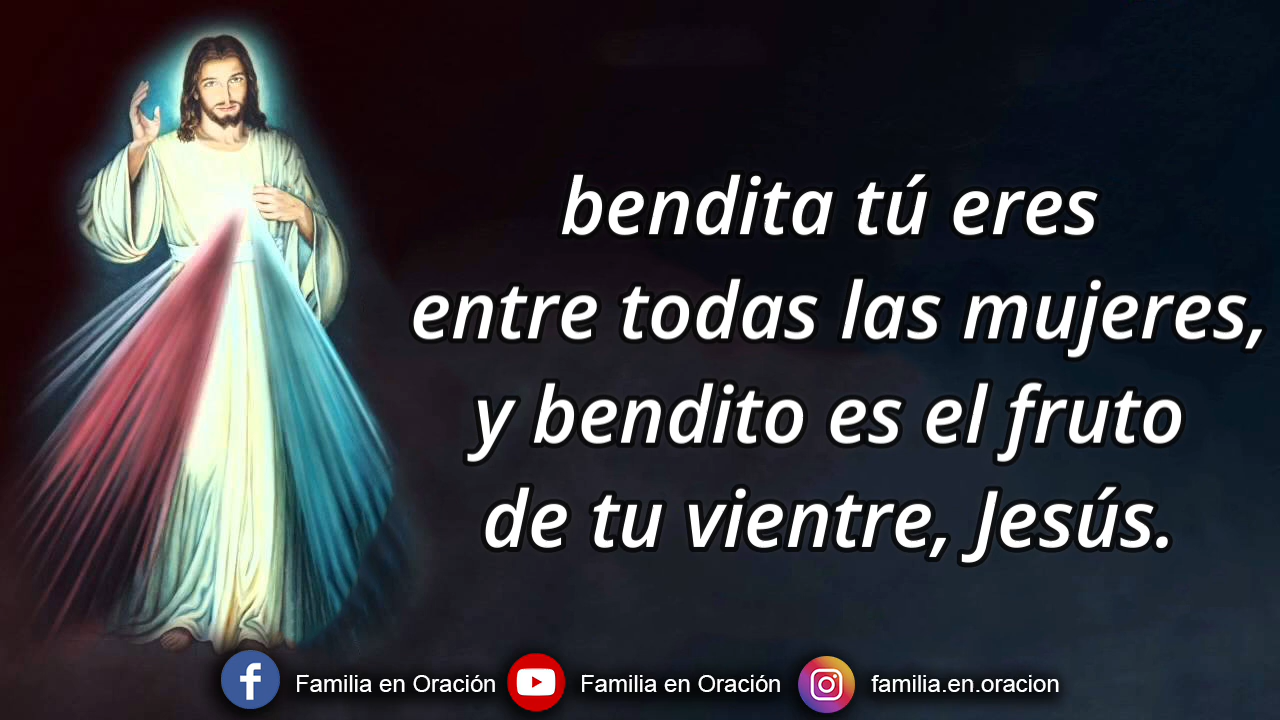 bendita tú eres
entre todas las mujeres,
y bendito es el fruto
de tu vientre, Jesús.
Familia en Oración Familia en Oración familia.en.oracion